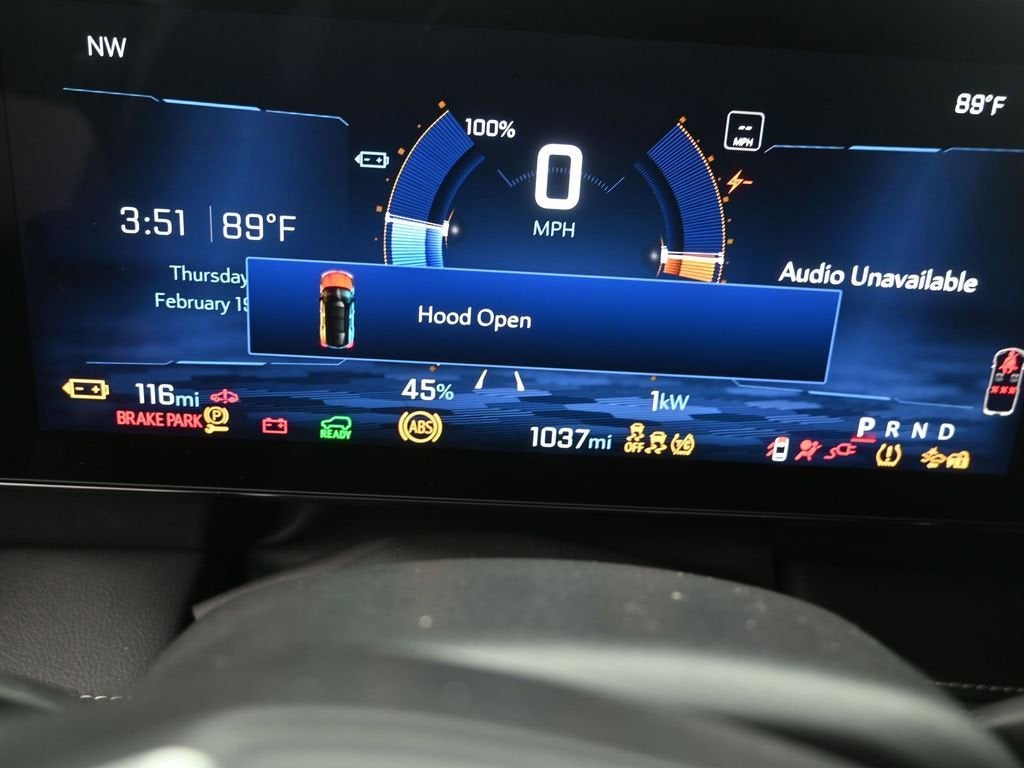 NW
89°F
100%
0
MPH
--
MPH
3:51
89°F
Thursday
February
Audio Unavailable
Hood Open
116mi
45%
1kW
BRAKE PARK
P
READY
ABS
1037mi
OFF
P R N D